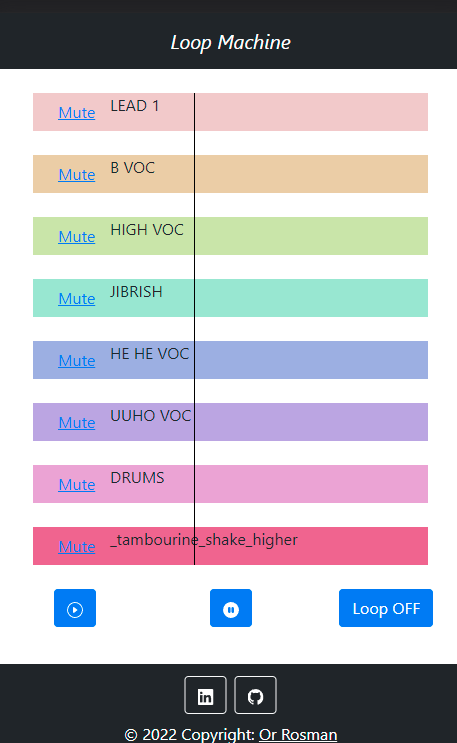 Loop Machine
Mute LEAD 1
Mute B VOC
Mute HIGH VOC
Mute JIBRISH
Mute HE HE VOC
Mute UUHO VOC
Mute DRUMS
Mute _tambourine_shake_higher
Loop OFF
© 2022 Copyright: Or Rosman